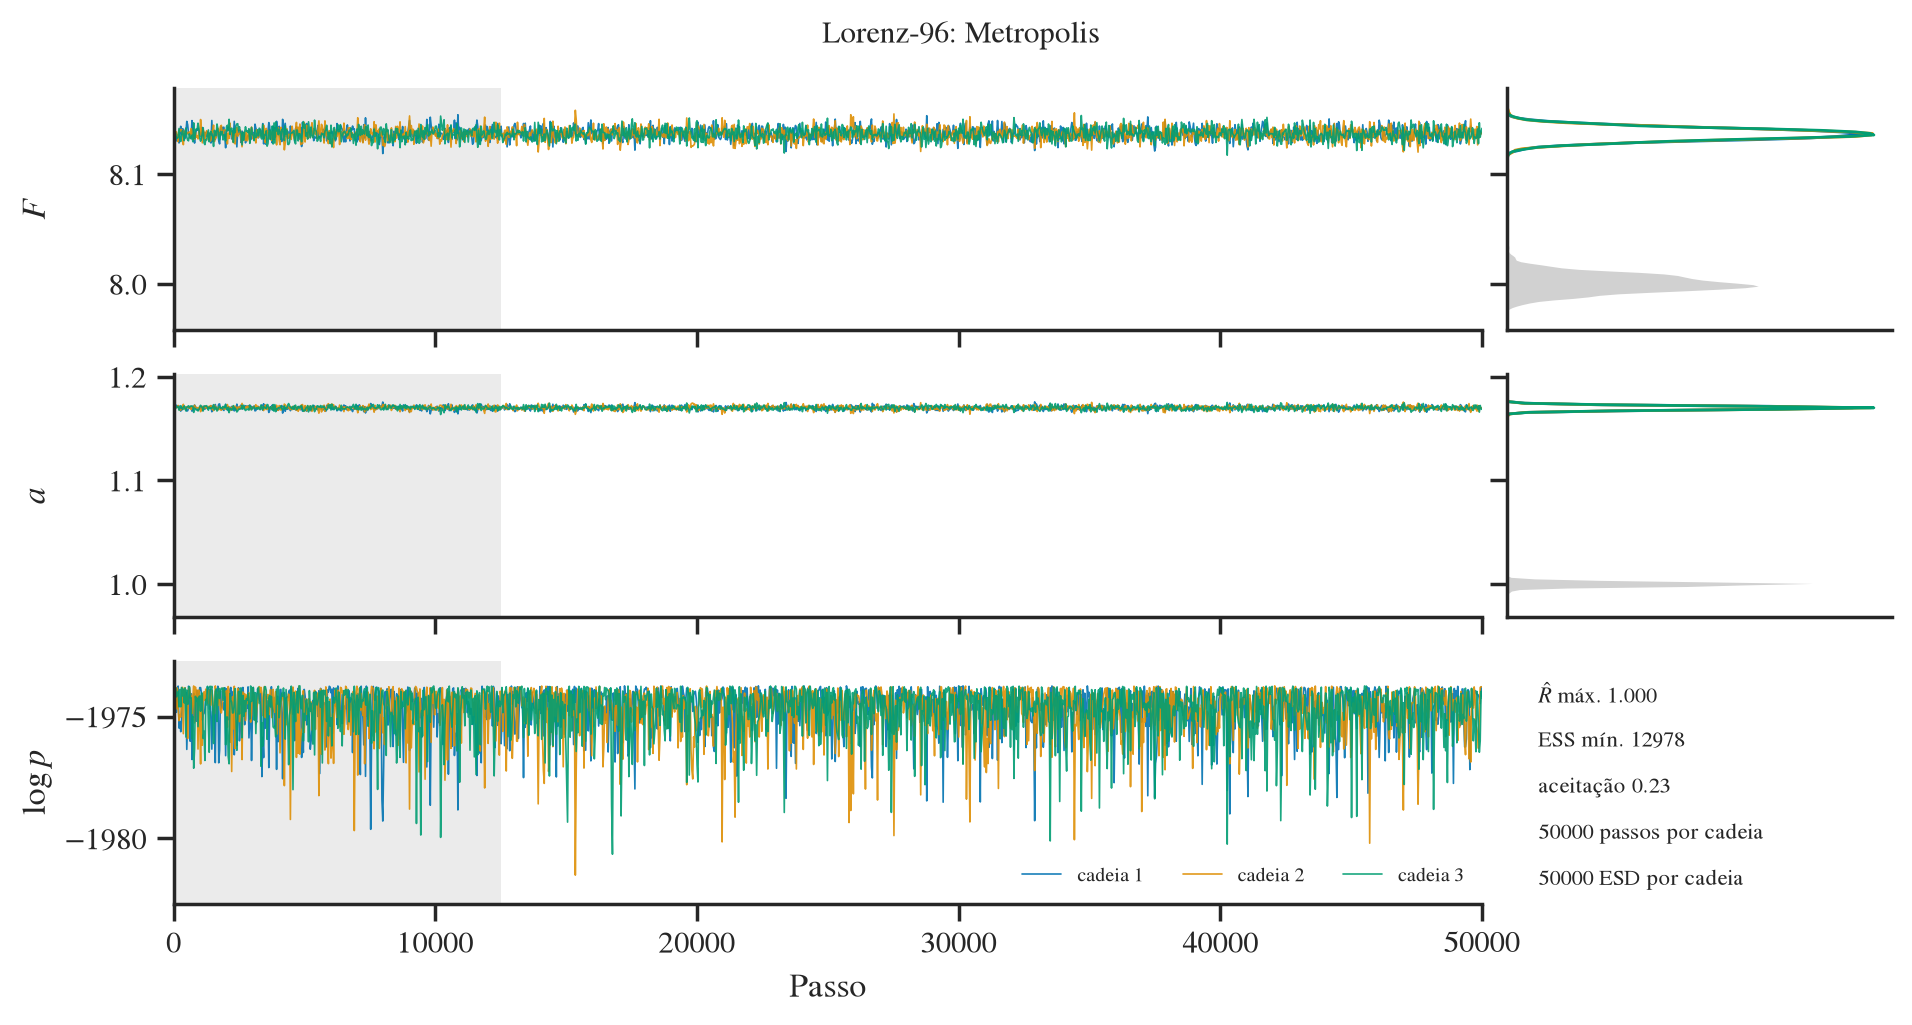 Lorenz-96: Metropolis
F
8.1
8.0
a
1.2
1.1
1.0
log p
−1975
−1980
cadeia 1 cadeia 2 cadeia 3
0 10000 20000 30000 40000 50000
Passo
R̂ máx. 1.000
ESS mín. 12978
aceitação 0.23
50000 passos por cadeia
50000 ESD por cadeia